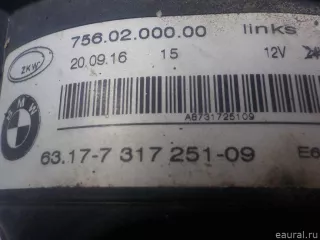 756.02.000.00 links
ZKW 20.09.16 15 12V
A6731725109
BMW
63.17-7 317 251-09 E6
eaural.ru